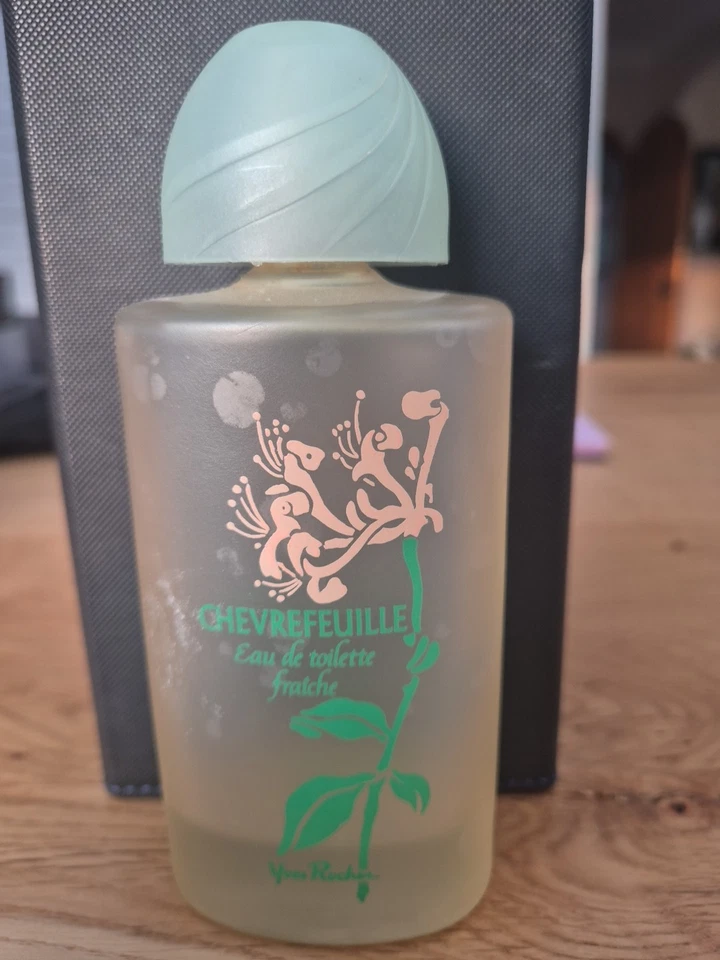 CHEVREFEUILLE
Eau de toilette
fraîche
Yves Rocher